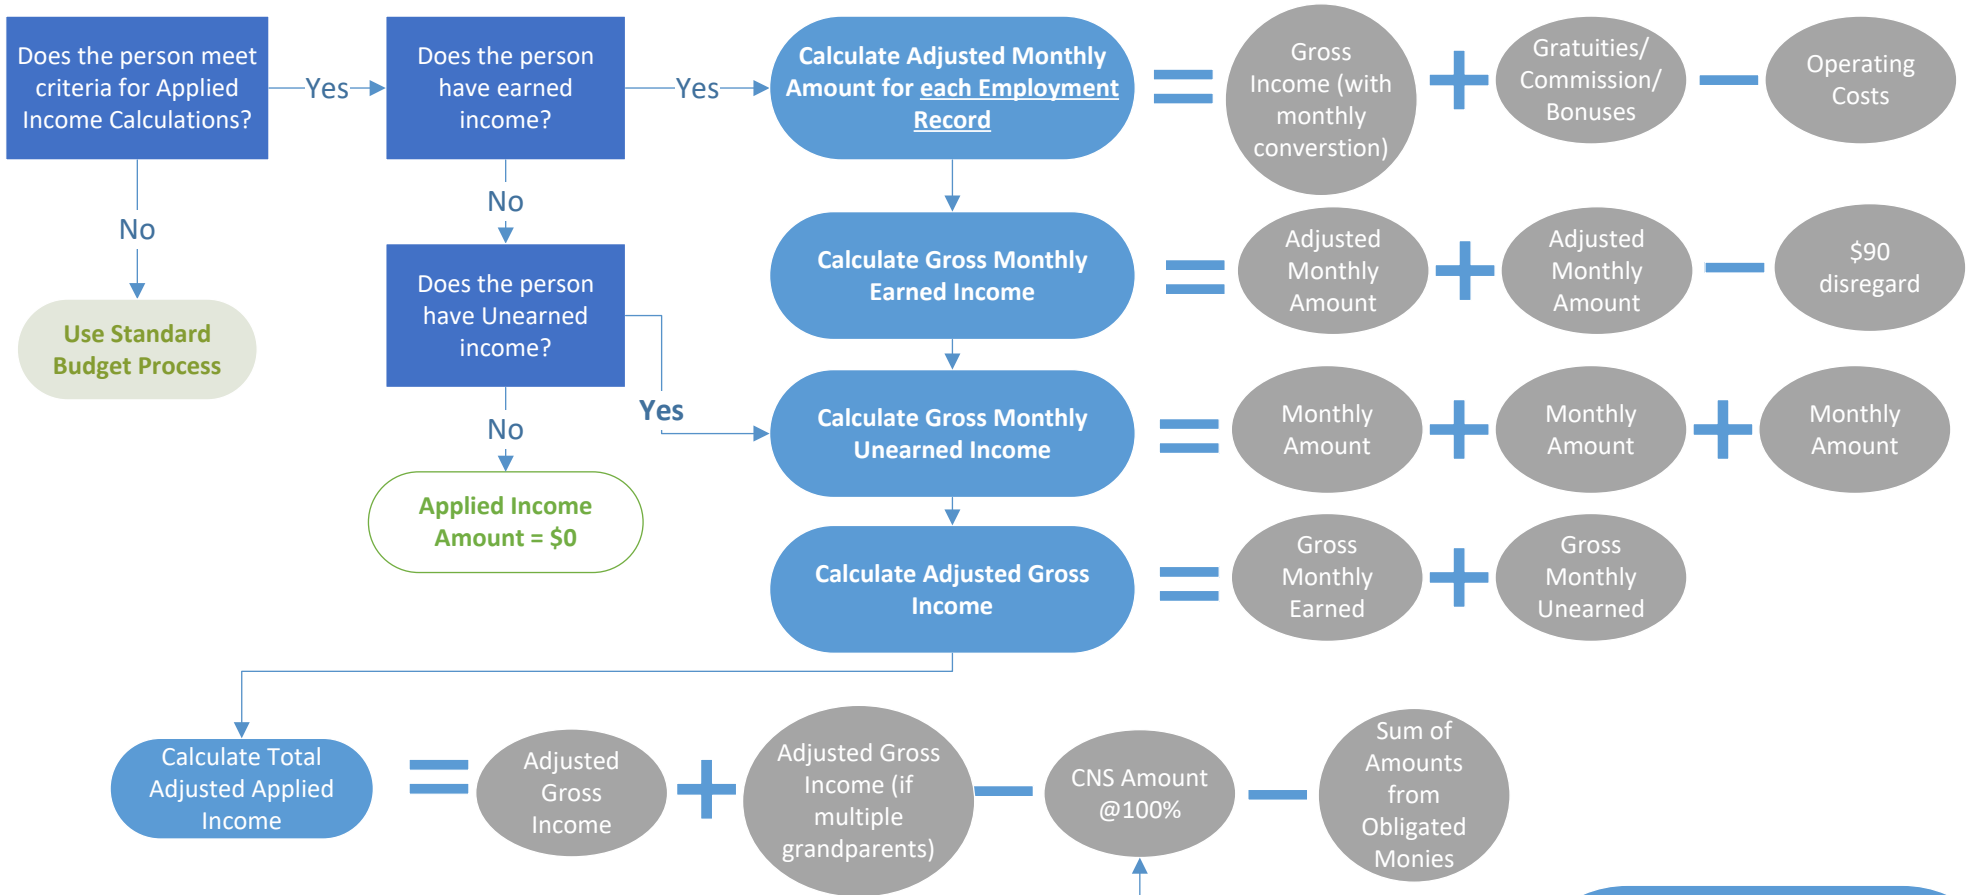 Does the person meet
criteria for Applied
Income Calculations?
Yes
Does the person
have earned
income?
Yes
Calculate Adjusted Monthly
Amount for each Employment
Record
Gross
Income (with
monthly
converstion)
Gratuities/
Commission/
Bonuses
Operating
Costs
No
No
Use Standard
Budget Process
Does the person
have Unearned
income?
Calculate Gross Monthly
Earned Income
Adjusted
Monthly
Amount
Adjusted
Monthly
Amount
$90
disregard
Yes
No
Calculate Gross Monthly
Unearned Income
Monthly
Amount
Monthly
Amount
Monthly
Amount
Applied Income
Amount = $0
Calculate Adjusted Gross
Income
Gross
Monthly
Earned
Gross
Monthly
Unearned
Calculate Total
Adjusted Applied
Income
Adjusted
Gross
Income
Adjusted Gross
Income (if
multiple
grandparents)
CNS Amount
@100%
Sum of
Amounts
from
Obligated
Monies